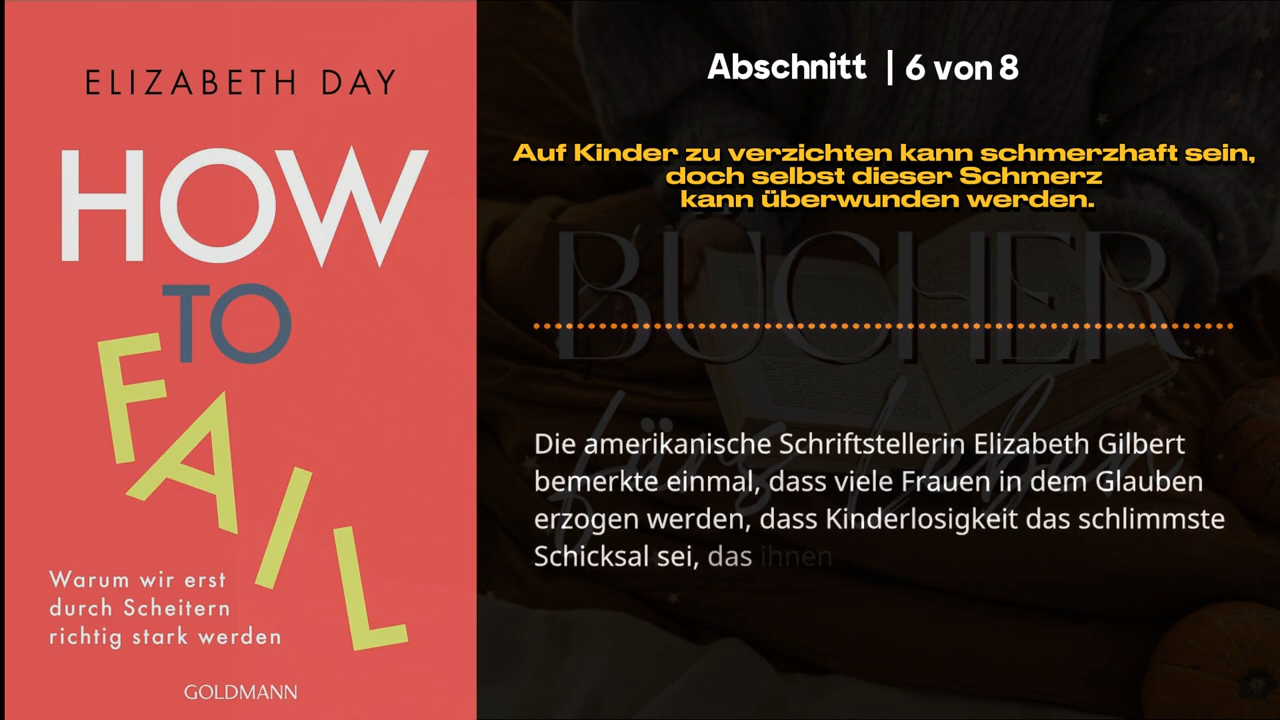 ELIZABETH DAY
HOW
TO
FAIL
Warum wir erst
durch Scheitern
richtig stark werden
GOLDMANN
Abschnitt | 6 von 8
Auf Kinder zu verzichten kann schmerzhaft sein,
doch selbst dieser Schmerz
kann überwunden werden.
BÜCHER
fürs Leben
Die amerikanische Schriftstellerin Elizabeth Gilbert
bemerkte einmal, dass viele Frauen in dem Glauben
erzogen werden, dass Kinderlosigkeit das schlimmste
Schicksal sei, das ihnen